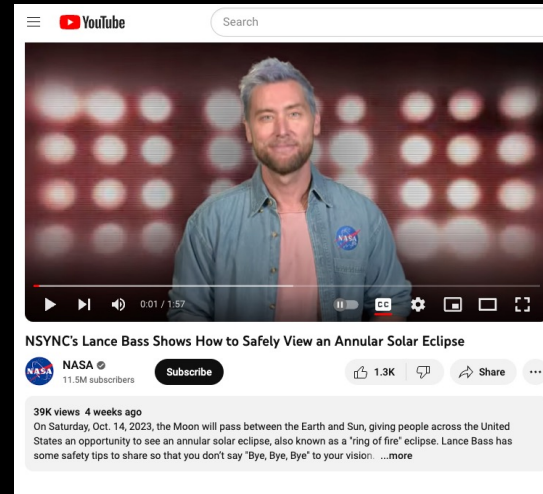 YouTube
Search
NASA
0:01 / 1:57
CC
NSYNC's Lance Bass Shows How to Safely View an Annular Solar Eclipse
NASA
NASA
11.5M subscribers
Subscribe
1.3K
Share
...
39K views 4 weeks ago
On Saturday, Oct. 14, 2023, the Moon will pass between the Earth and Sun, giving people across the United
States an opportunity to see an annular solar eclipse, also known as a "ring of fire" eclipse. Lance Bass has
some safety tips to share so that you don't say "Bye, Bye, Bye" to your vision. ...more